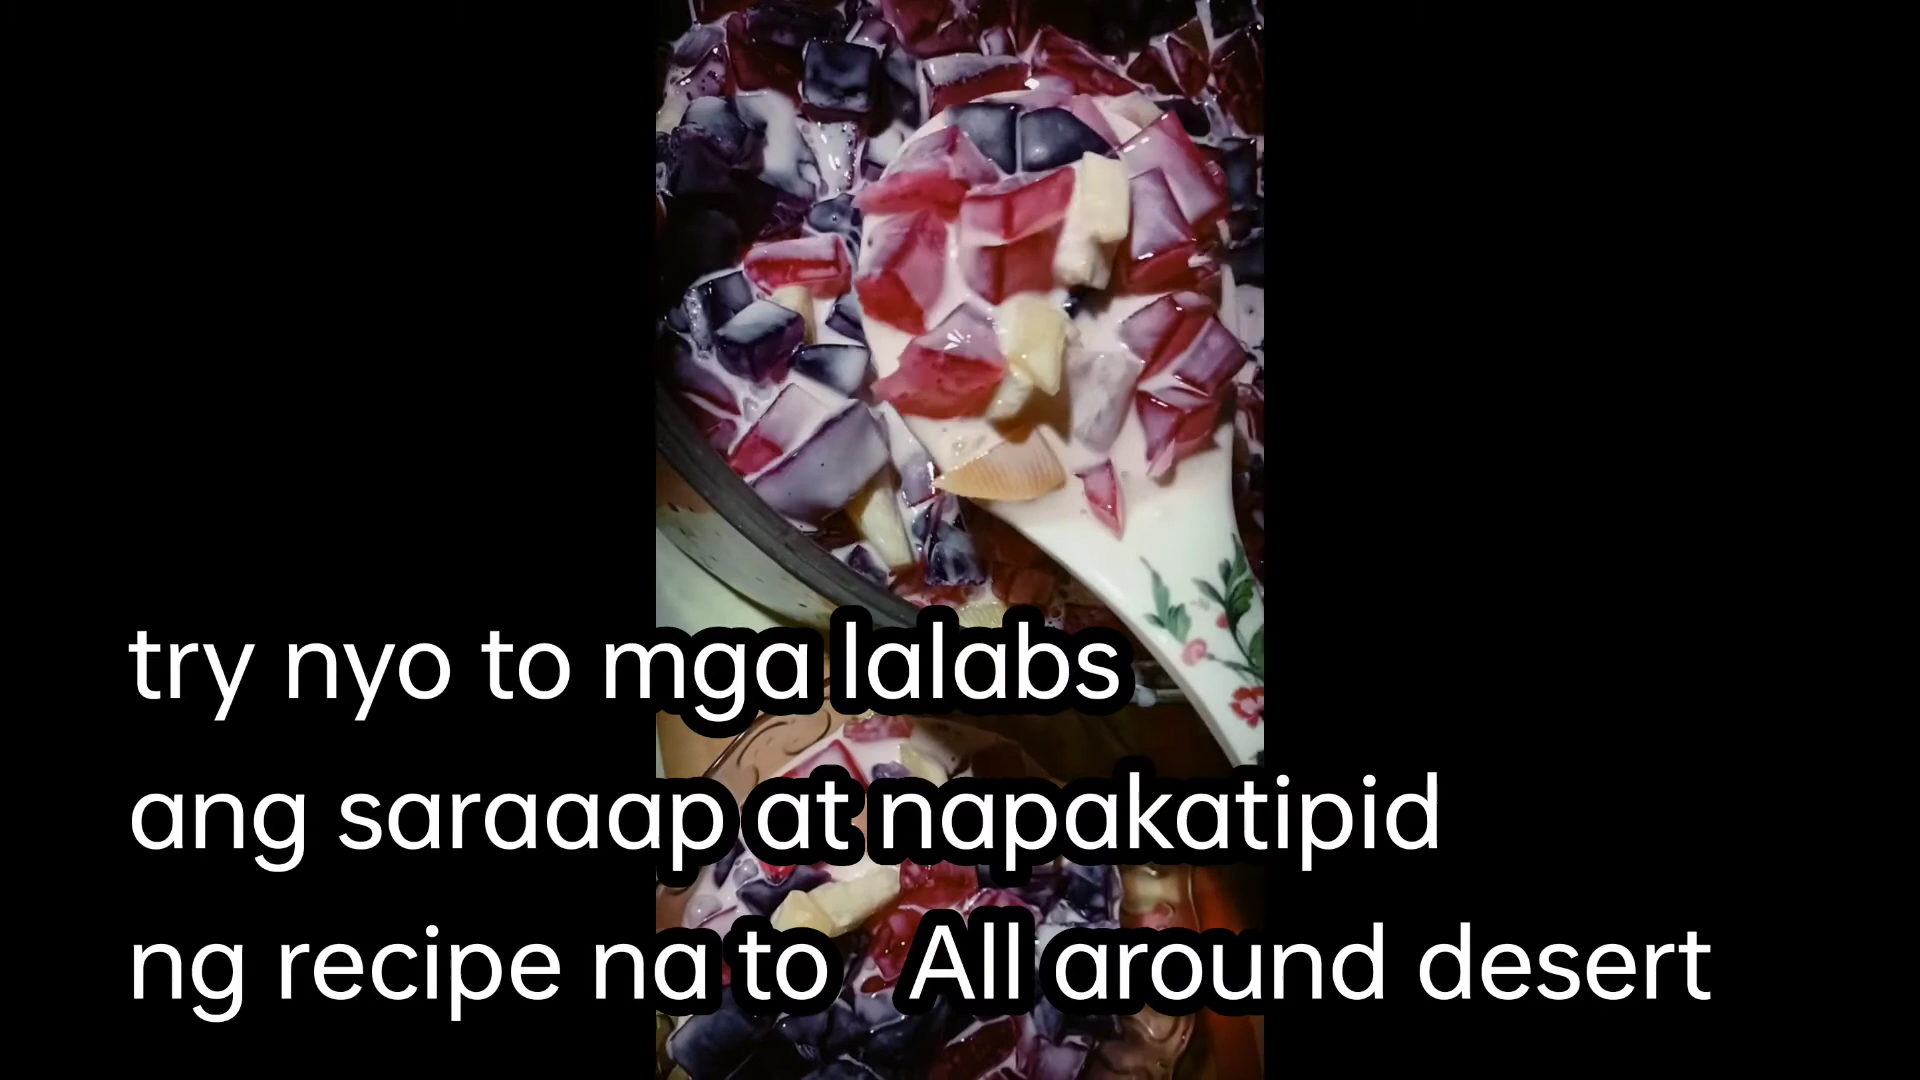 try nyo to mga lalabs
ang saraaap at napakatipid
ng recipe na to All around desert